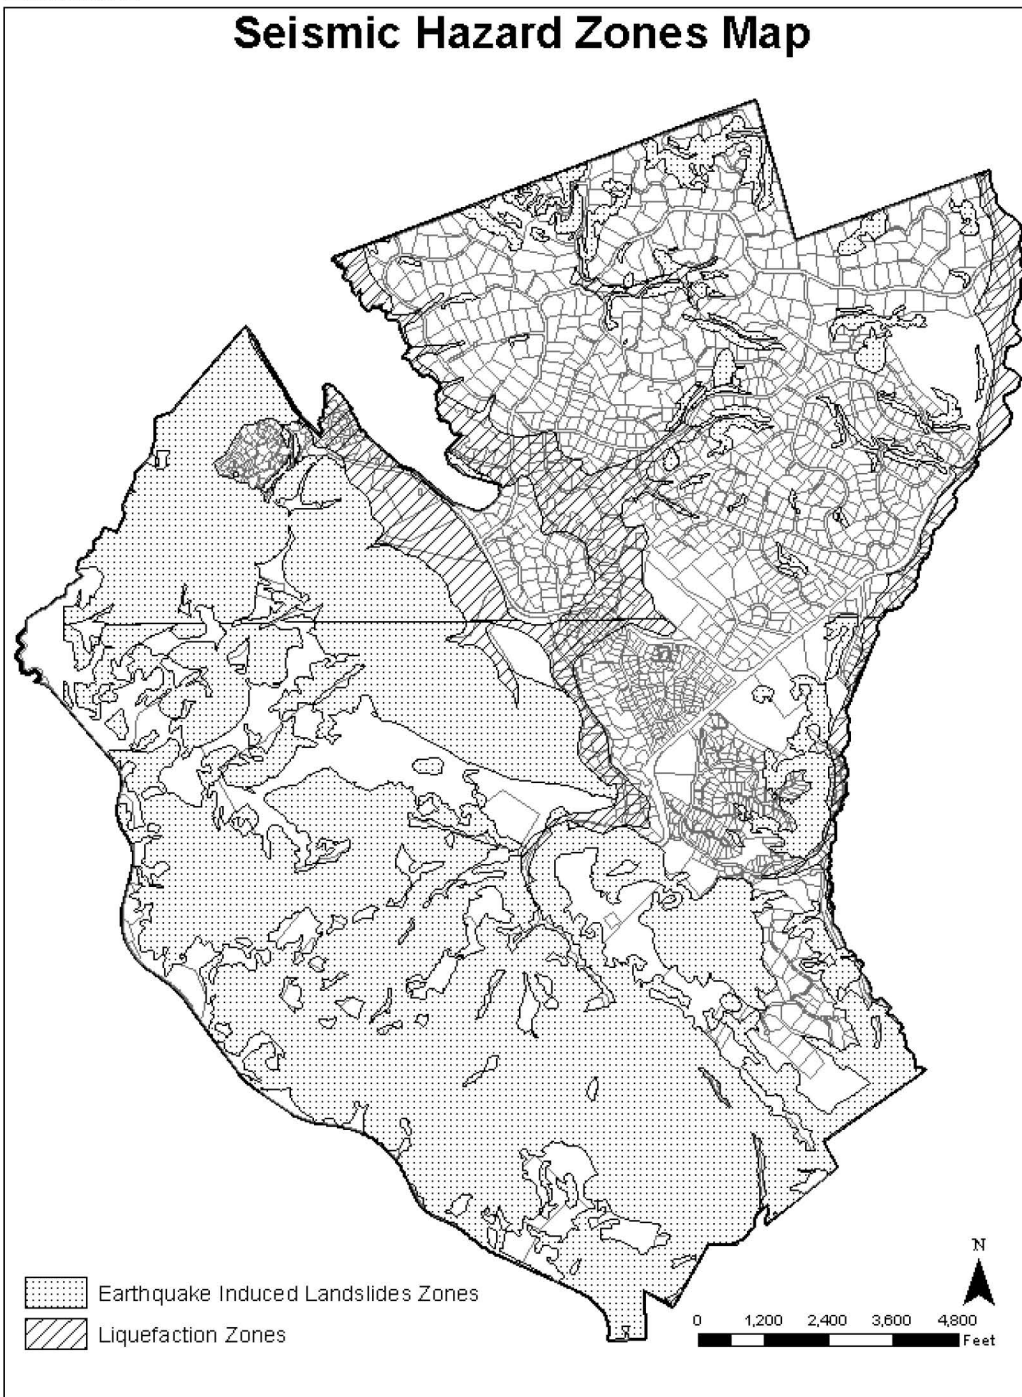 Seismic Hazard Zones Map
Earthquake Induced Landslides Zones
Liquefaction Zones
N
0 1,200 2,400 3,600 4,800
Feet